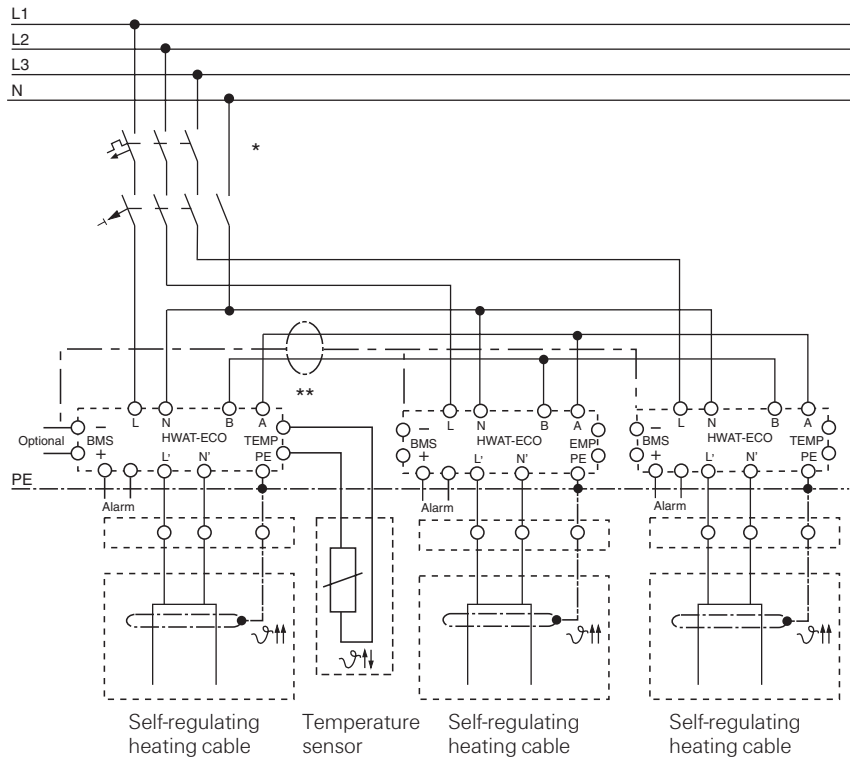 L1
L2
L3
N
*
**
L N B A
Optional
−
BMS
+
HWAT-ECO
TEMP
L' N' PE
L N B A
−
BMS
+
HWAT-ECO
EMP
L' N' PE
L N B A
−
BMS
+
HWAT-ECO
TEMP
L' N' PE
PE
Alarm
Alarm
Alarm
Self-regulating
heating cable
Temperature
sensor
Self-regulating
heating cable
Self-regulating
heating cable